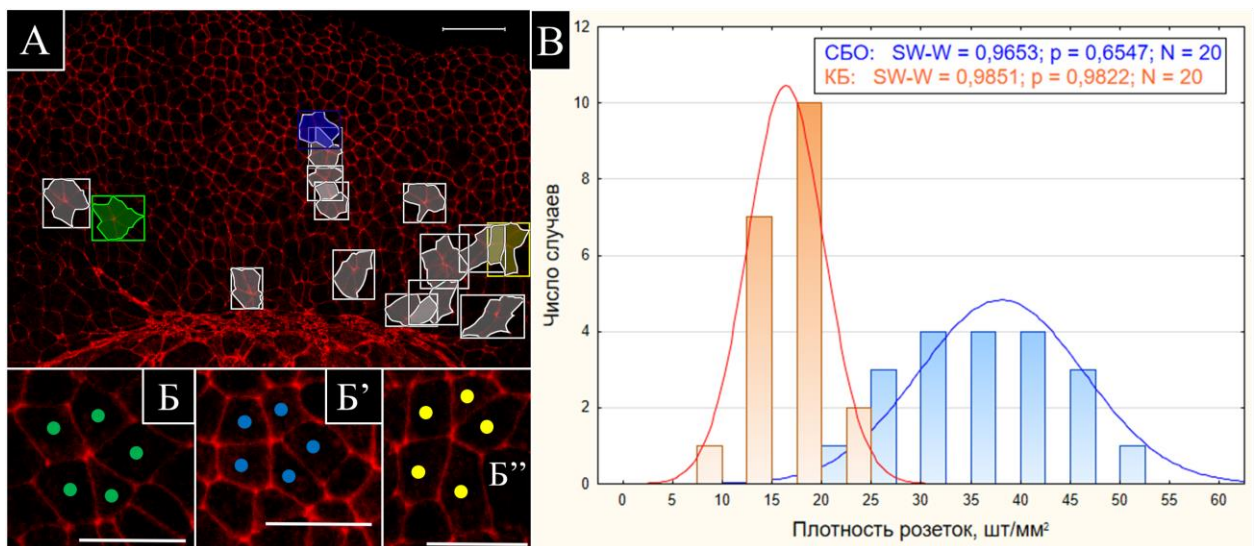 А
Б
Б’
Б’’
В
СБО: SW-W = 0,9653; p = 0,6547; N = 20
КБ: SW-W = 0,9851; p = 0,9822; N = 20
Число случаев
12
10
8
6
4
2
0
0 5 10 15 20 25 30 35 40 45 50 55 60
Плотность розеток, шт/мм²